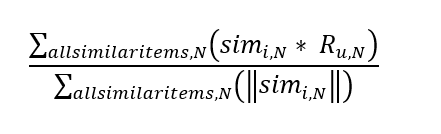 ∑allsimilaritems,N(simi,N * Ru,N)
∑allsimilaritems,N(‖simi,N‖)